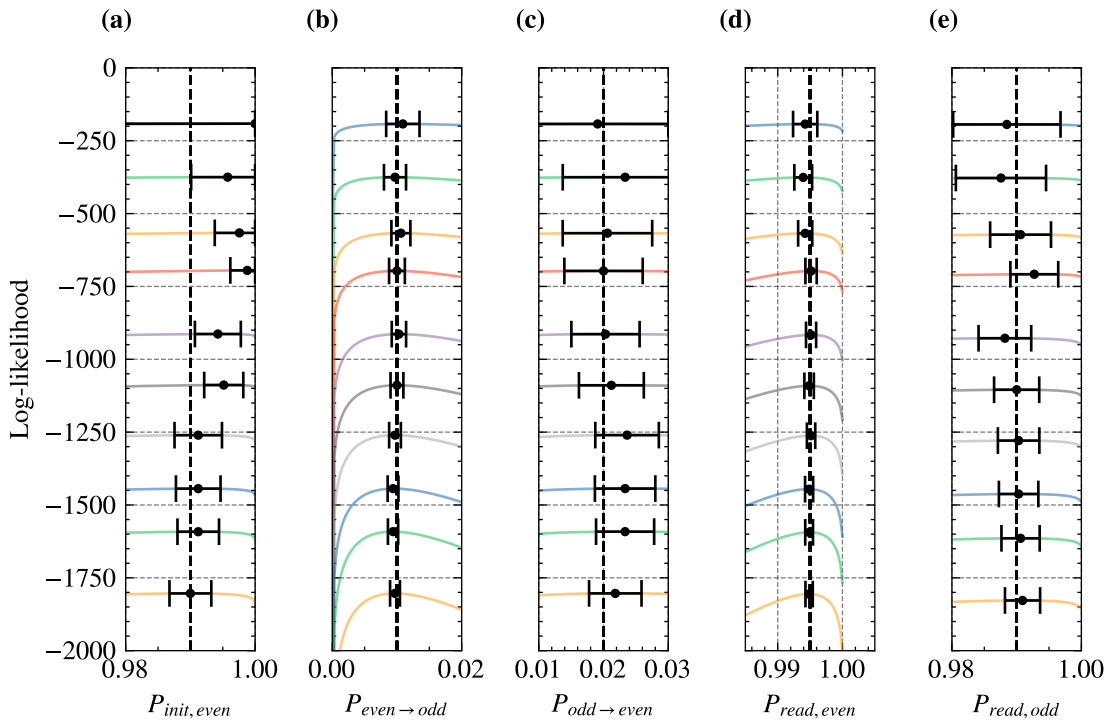 (a) (b) (c) (d) (e)
0
−250
−500
−750
−1000
−1250
−1500
−1750
−2000
Log-likelihood
0.98 1.00 0.00 0.02 0.01 0.02 0.03 0.99 1.00 0.98 1.00
P_init,even P_even→odd P_odd→even P_read,even P_read,odd